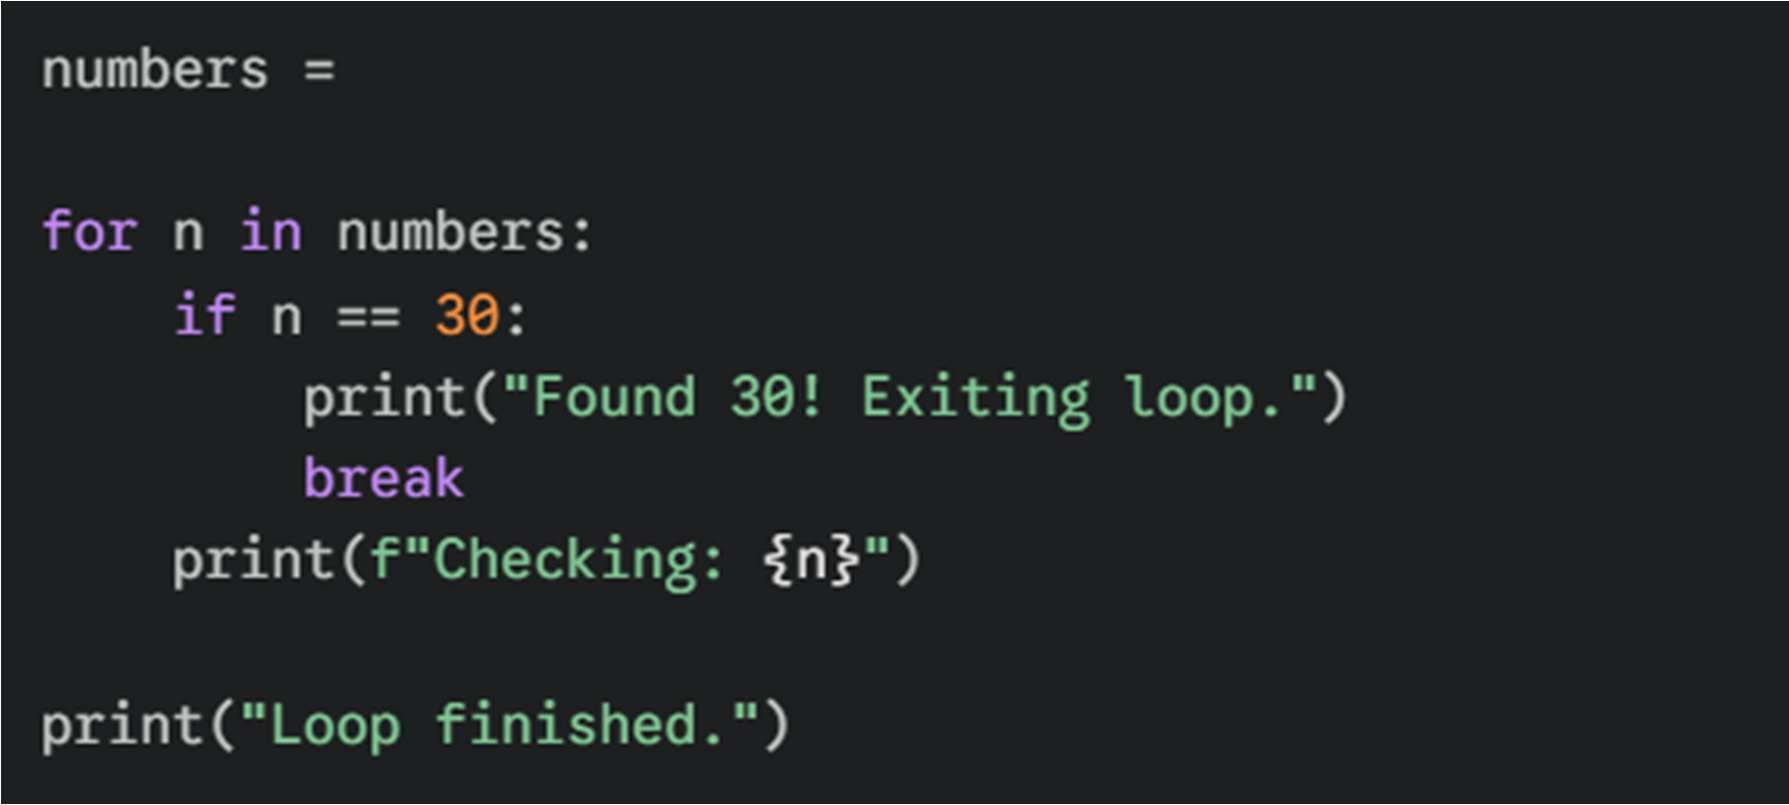 numbers =
for n in numbers:
    if n == 30:
        print("Found 30! Exiting loop.")
        break
    print(f"Checking: {n}")
print("Loop finished.")